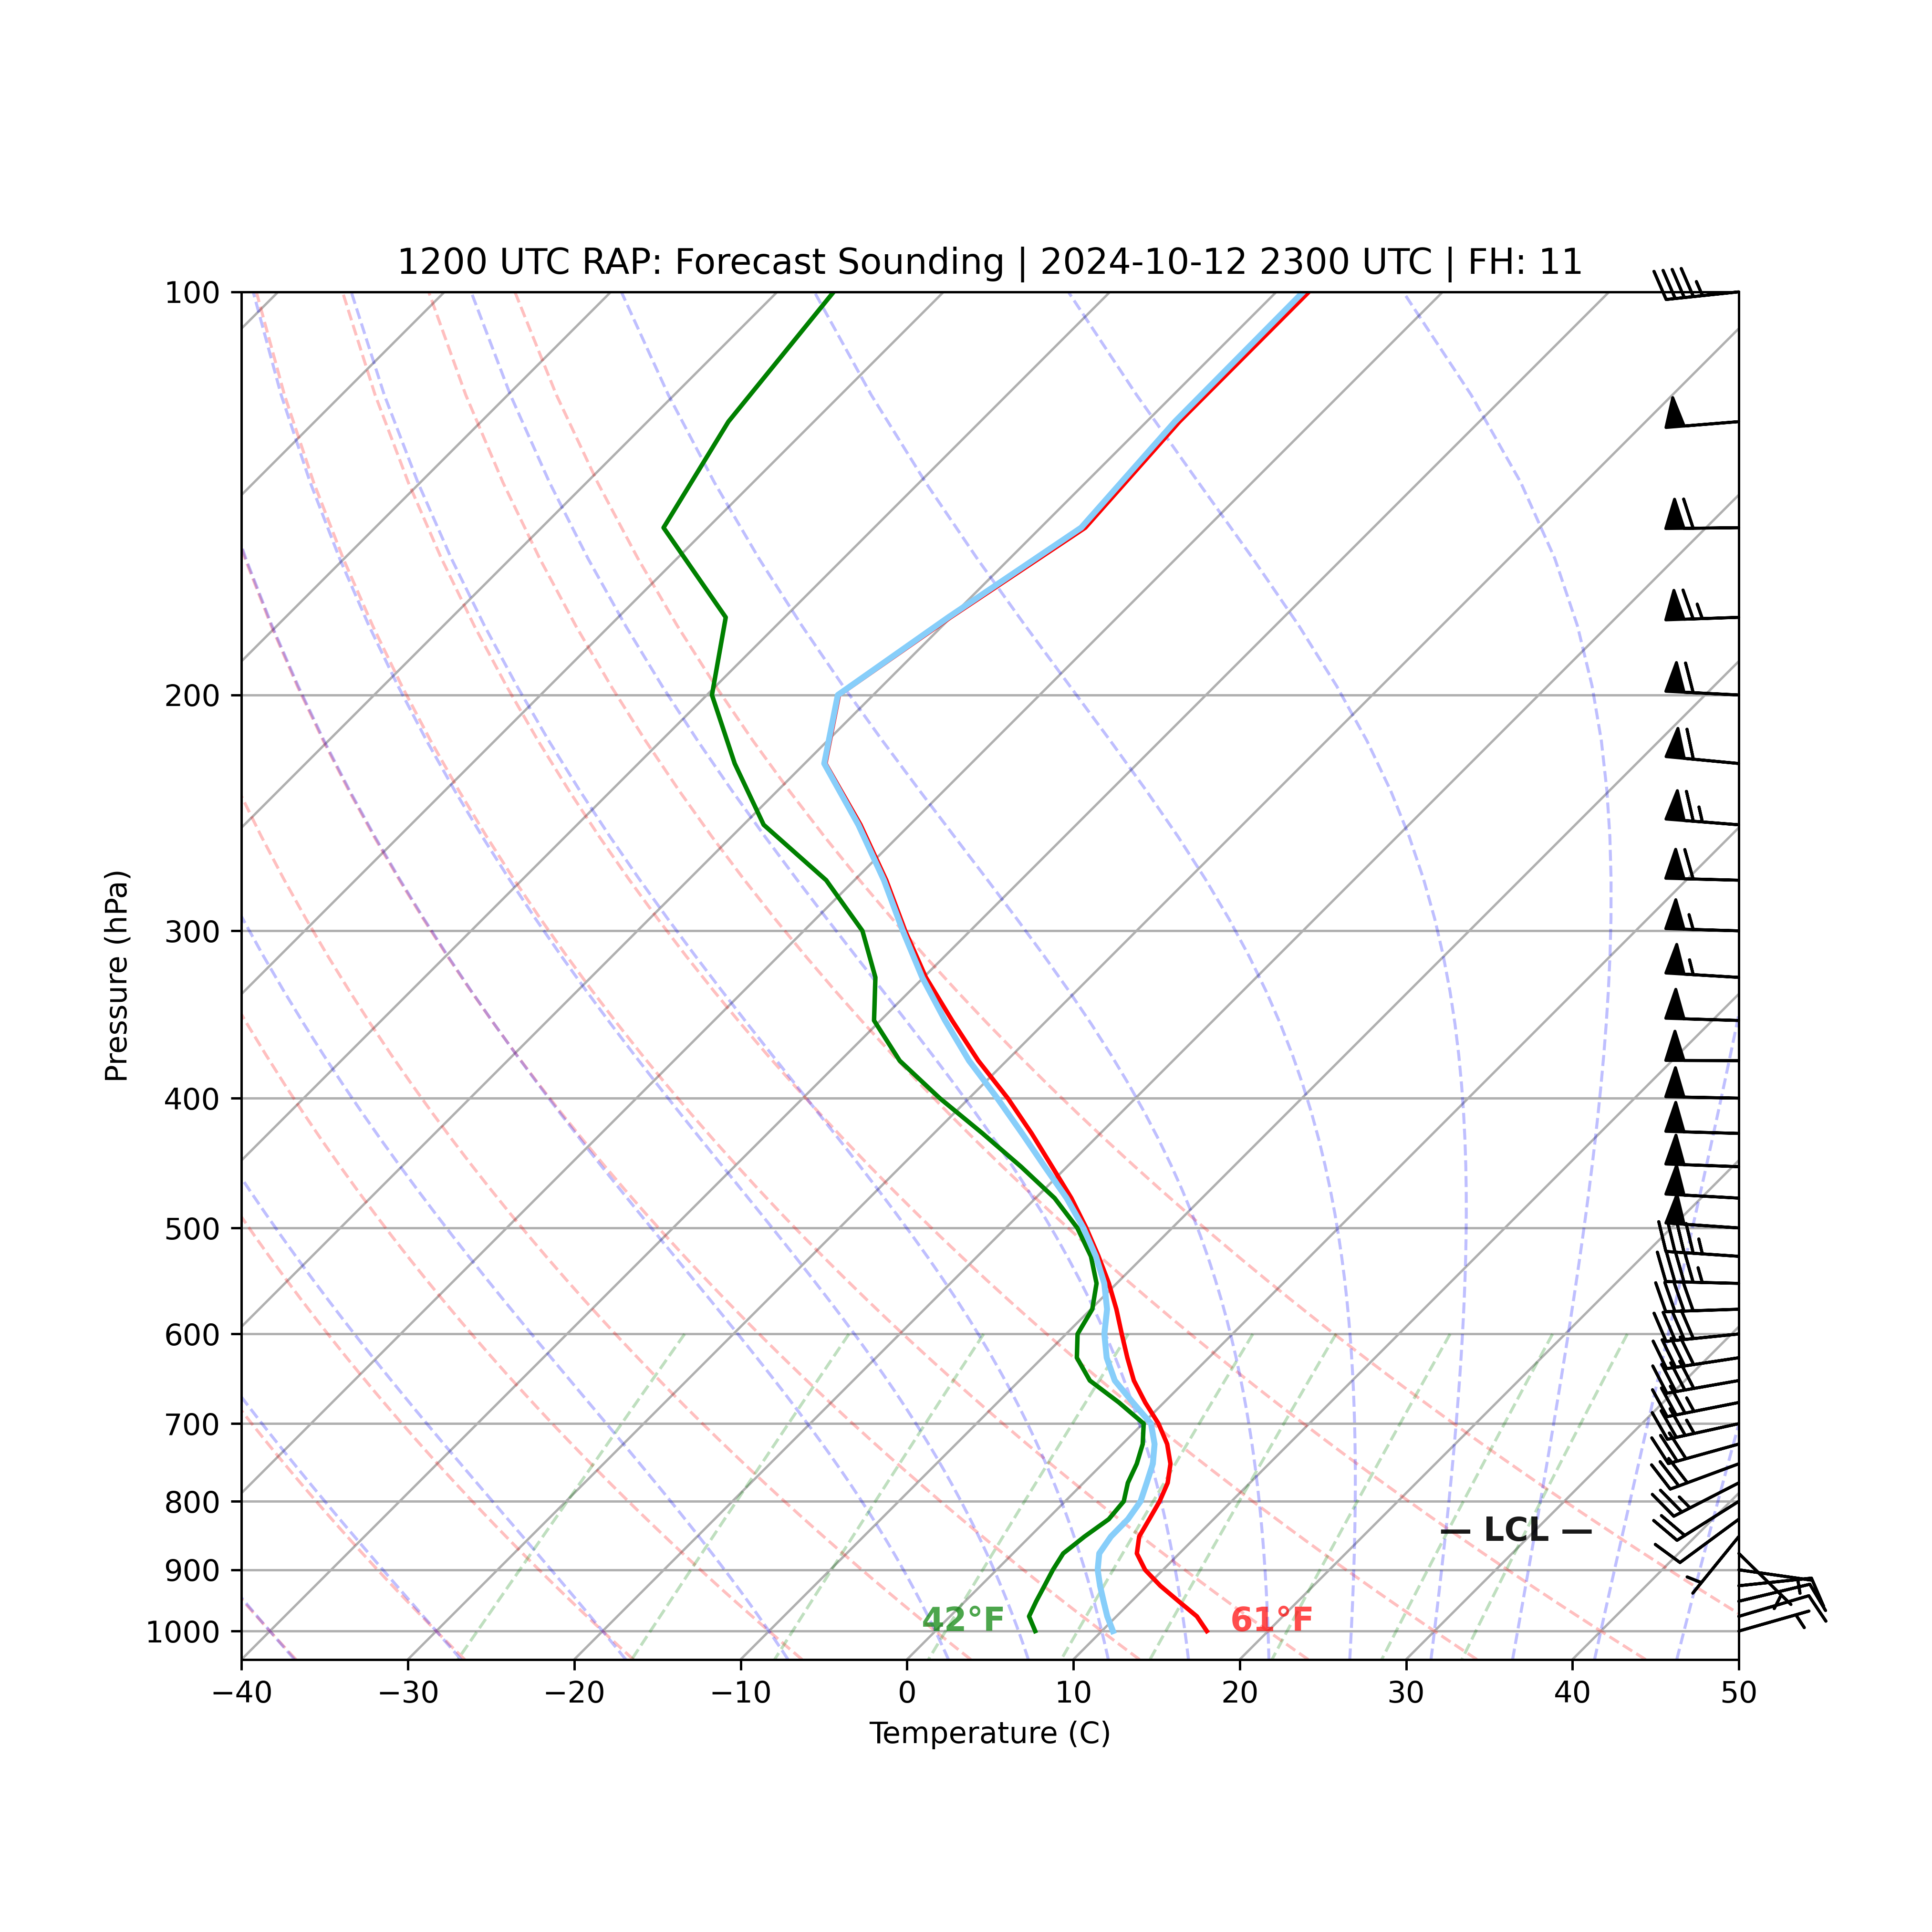 1200 UTC RAP: Forecast Sounding | 2024-10-12 2300 UTC | FH: 11
100
200
300
400
500
600
700
800
900
1000
Pressure (hPa)
— LCL —
42°F
61°F
−40 −30 −20 −10 0 10 20 30 40 50
Temperature (C)